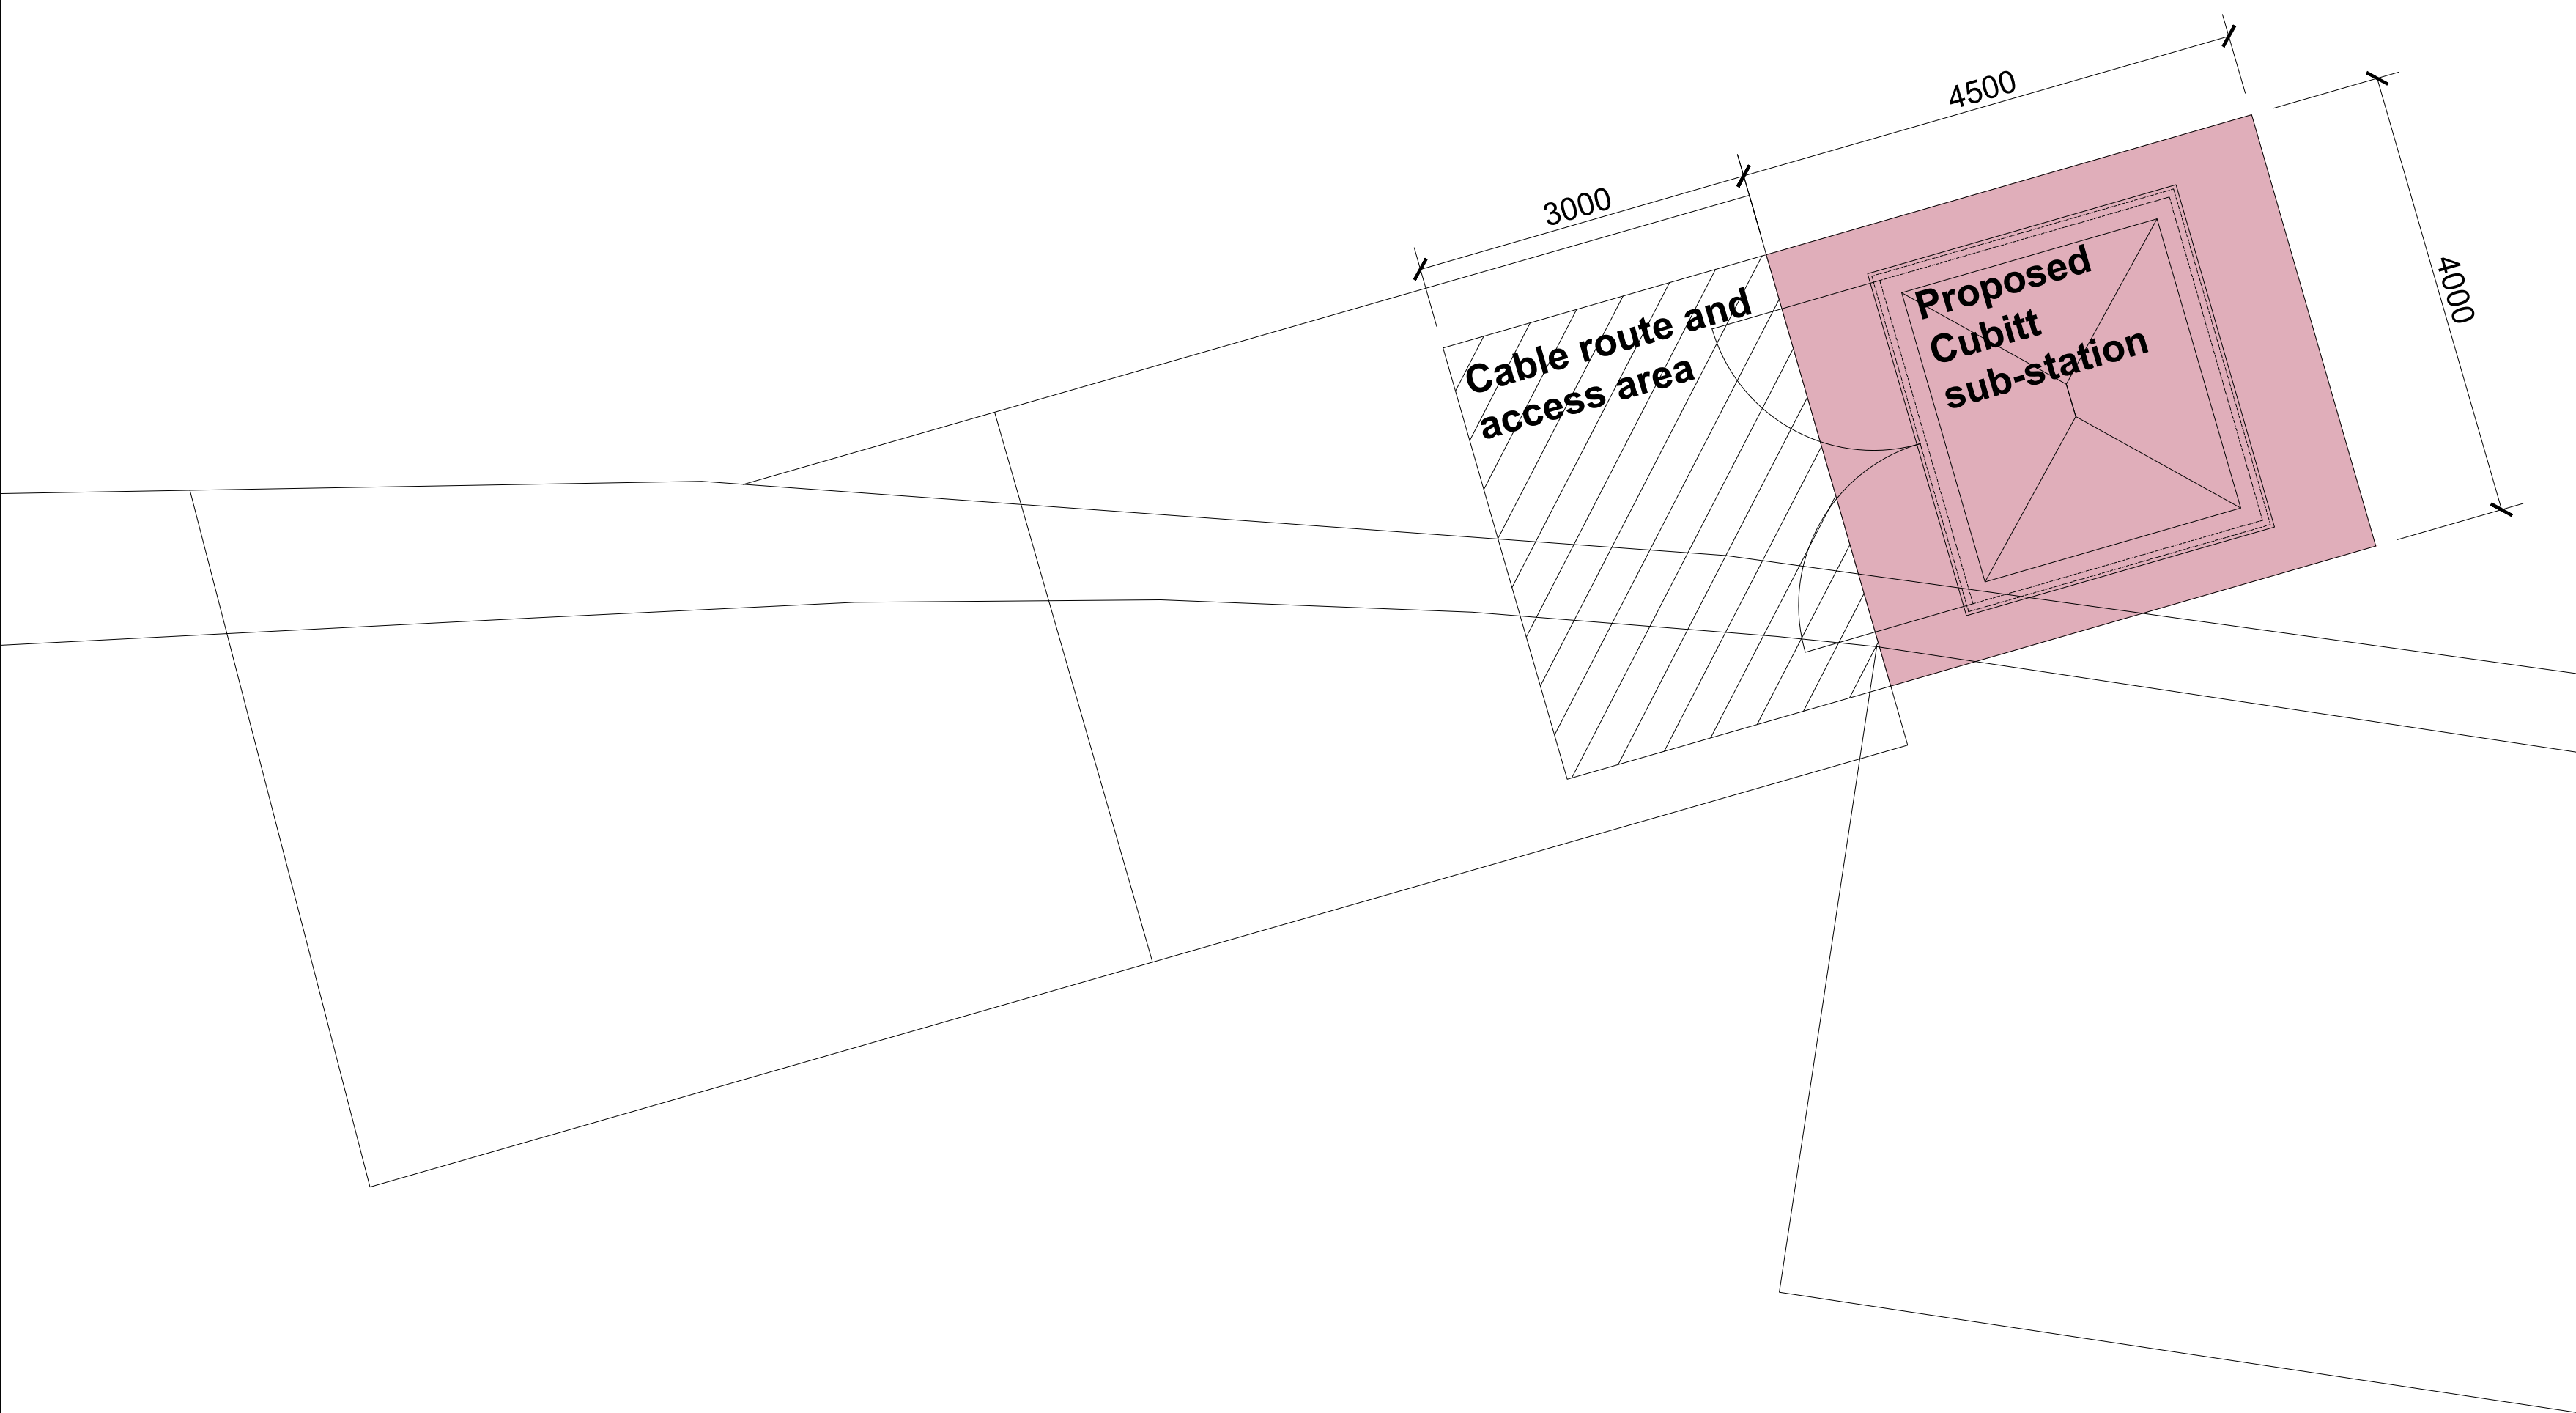 4500
3000
4000
Proposed
Cubitt
sub-station
Cable route and
access area